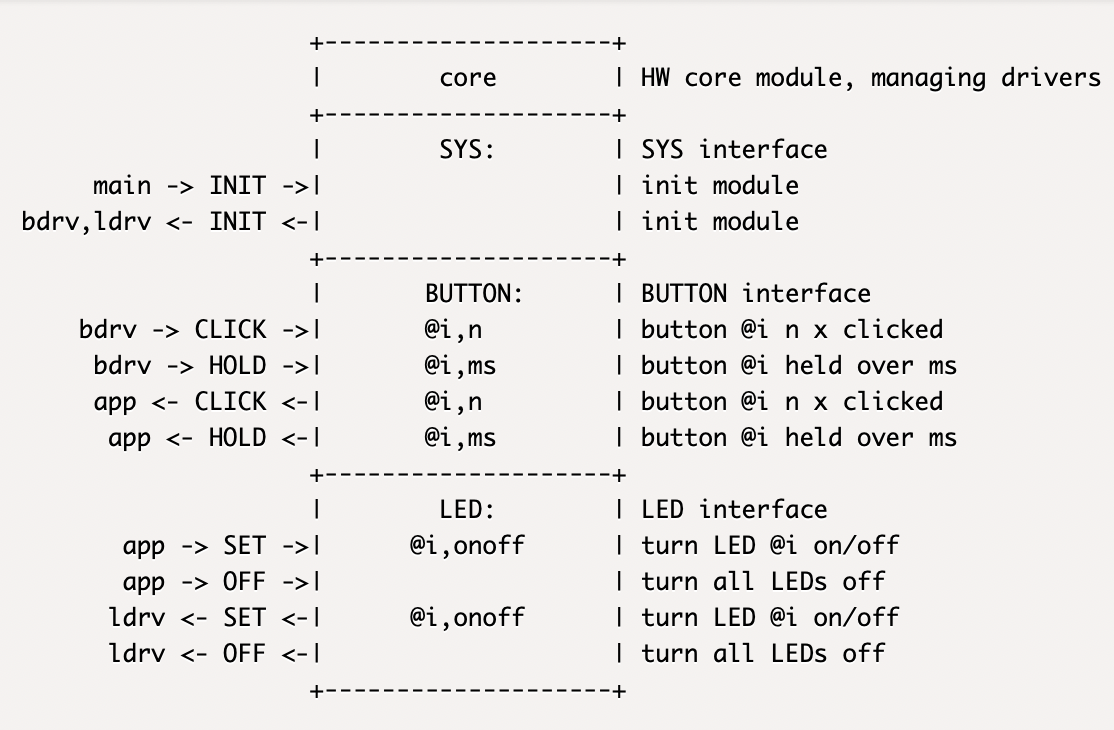 +--------------------+
                    |        core        | HW core module, managing drivers
                    +--------------------+
                    |        SYS:        | SYS interface
     main -> INIT ->|                    | init module
bdrv,ldrv <- INIT <-|                    | init module
                    +--------------------+
                    |       BUTTON:      | BUTTON interface
    bdrv -> CLICK ->|       @i,n         | button @i n x clicked
     bdrv -> HOLD ->|       @i,ms        | button @i held over ms
     app <- CLICK <-|       @i,n         | button @i n x clicked
      app <- HOLD <-|       @i,ms        | button @i held over ms
                    +--------------------+
                    |        LED:        | LED interface
       app -> SET ->|      @i,onoff      | turn LED @i on/off
       app -> OFF ->|                    | turn all LEDs off
      ldrv <- SET <-|      @i,onoff      | turn LED @i on/off
      ldrv <- OFF <-|                    | turn all LEDs off
                    +--------------------+